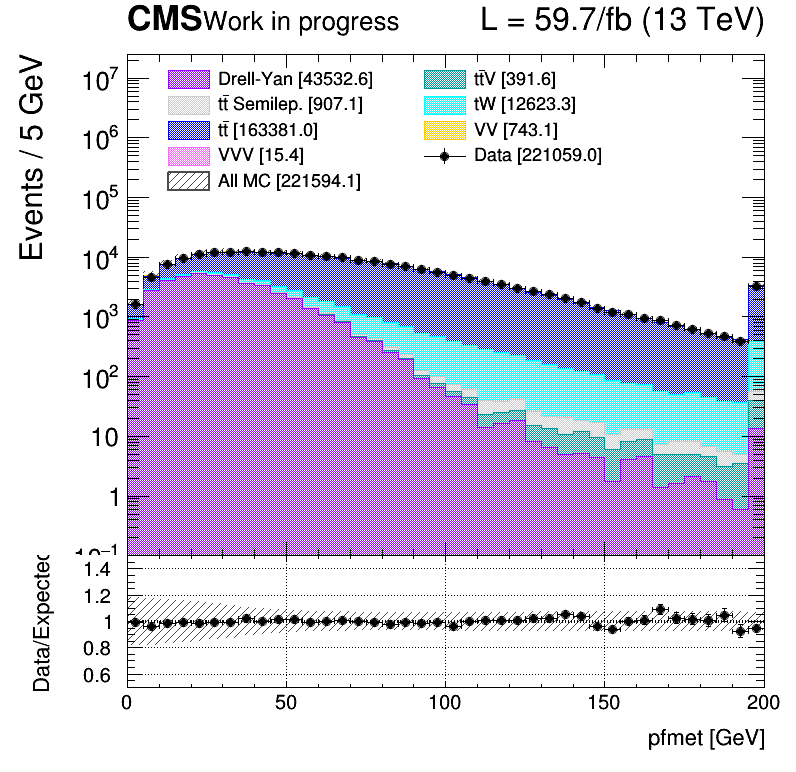 CMS Work in progress L = 59.7/fb (13 TeV)
Events / 5 GeV
Drell-Yan [43532.6] tt̄V [391.6]
tt̄ Semilep. [907.1] tW [12623.3]
tt̄ [163381.0] VV [743.1]
VVV [15.4] Data [221059.0]
All MC [221594.1]
10⁷
10⁶
10⁵
10⁴
10³
10²
10
1
10⁻¹
Data/Expected
1.4
1.2
1
0.8
0.6
0 50 100 150 200
pfmet [GeV]